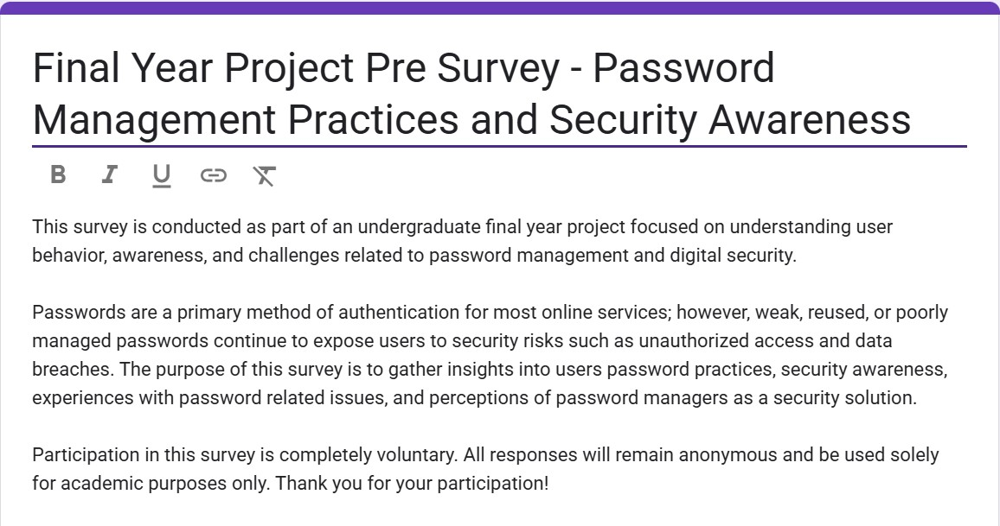 Final Year Project Pre Survey - Password
Management Practices and Security Awareness
B I U
This survey is conducted as part of an undergraduate final year project focused on understanding user
behavior, awareness, and challenges related to password management and digital security.
Passwords are a primary method of authentication for most online services; however, weak, reused, or poorly
managed passwords continue to expose users to security risks such as unauthorized access and data
breaches. The purpose of this survey is to gather insights into users password practices, security awareness,
experiences with password related issues, and perceptions of password managers as a security solution.
Participation in this survey is completely voluntary. All responses will remain anonymous and be used solely
for academic purposes only. Thank you for your participation!